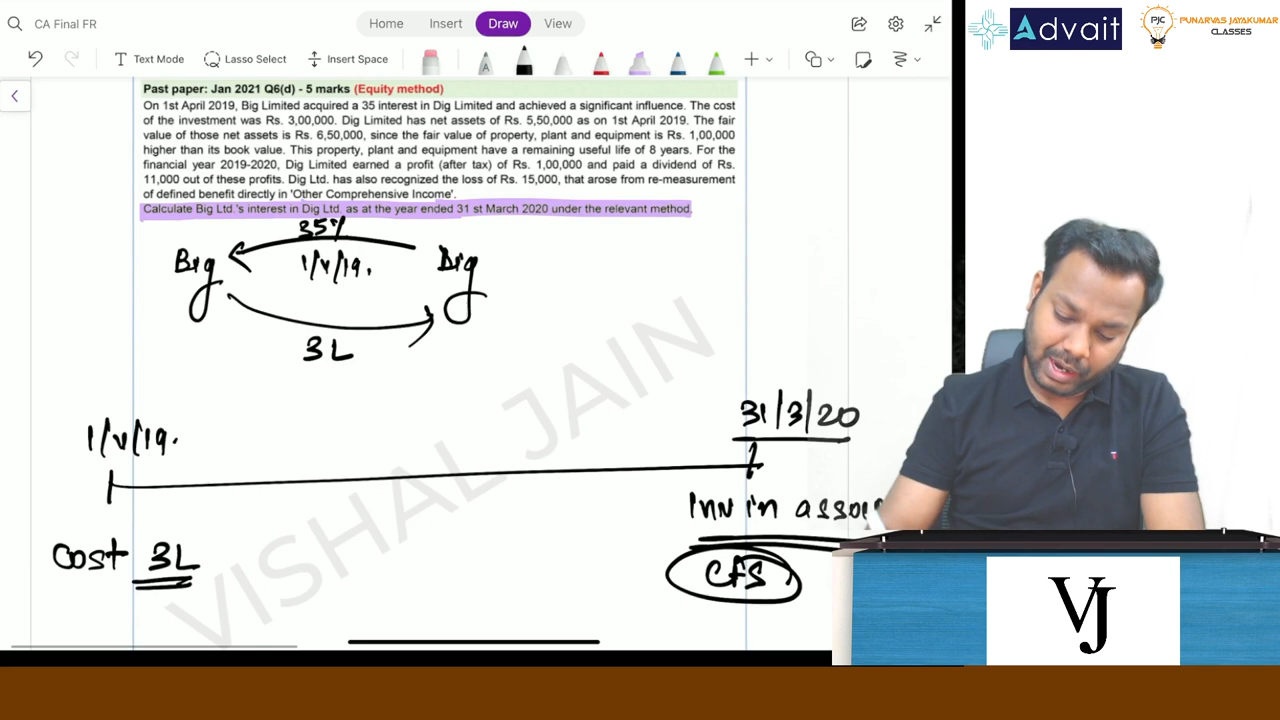 CA Final FR
Home Insert Draw View
Text Mode Lasso Select Insert Space
Advait
PJC PUNARVAS JAYAKUMAR
CLASSES
Past paper: Jan 2021 Q6(d) - 5 marks (Equity method)
On 1st April 2019, Big Limited acquired a 35 interest in Dig Limited and achieved a significant influence. The cost
of the investment was Rs. 3,00,000. Dig Limited has net assets of Rs. 5,50,000 as on 1st April 2019. The fair
value of those net assets is Rs. 6,50,000, since the fair value of property, plant and equipment is Rs. 1,00,000
higher than its book value. This property, plant and equipment have a remaining useful life of 8 years. For the
financial year 2019-2020, Dig Limited earned a profit (after tax) of Rs. 1,00,000 and paid a dividend of Rs.
11,000 out of these profits. Dig Ltd. has also recognized the loss of Rs. 15,000, that arose from re-measurement
of defined benefit directly in 'Other Comprehensive Income'.
Calculate Big Ltd.'s interest in Dig Ltd. as at the year ended 31 st March 2020 under the relevant method.
35%
Big 1/4/19. Dig
3L
1/4/19. 31/3/20
Inv in assoc
Cost 3L CFS
VISHAL JAIN
VJ